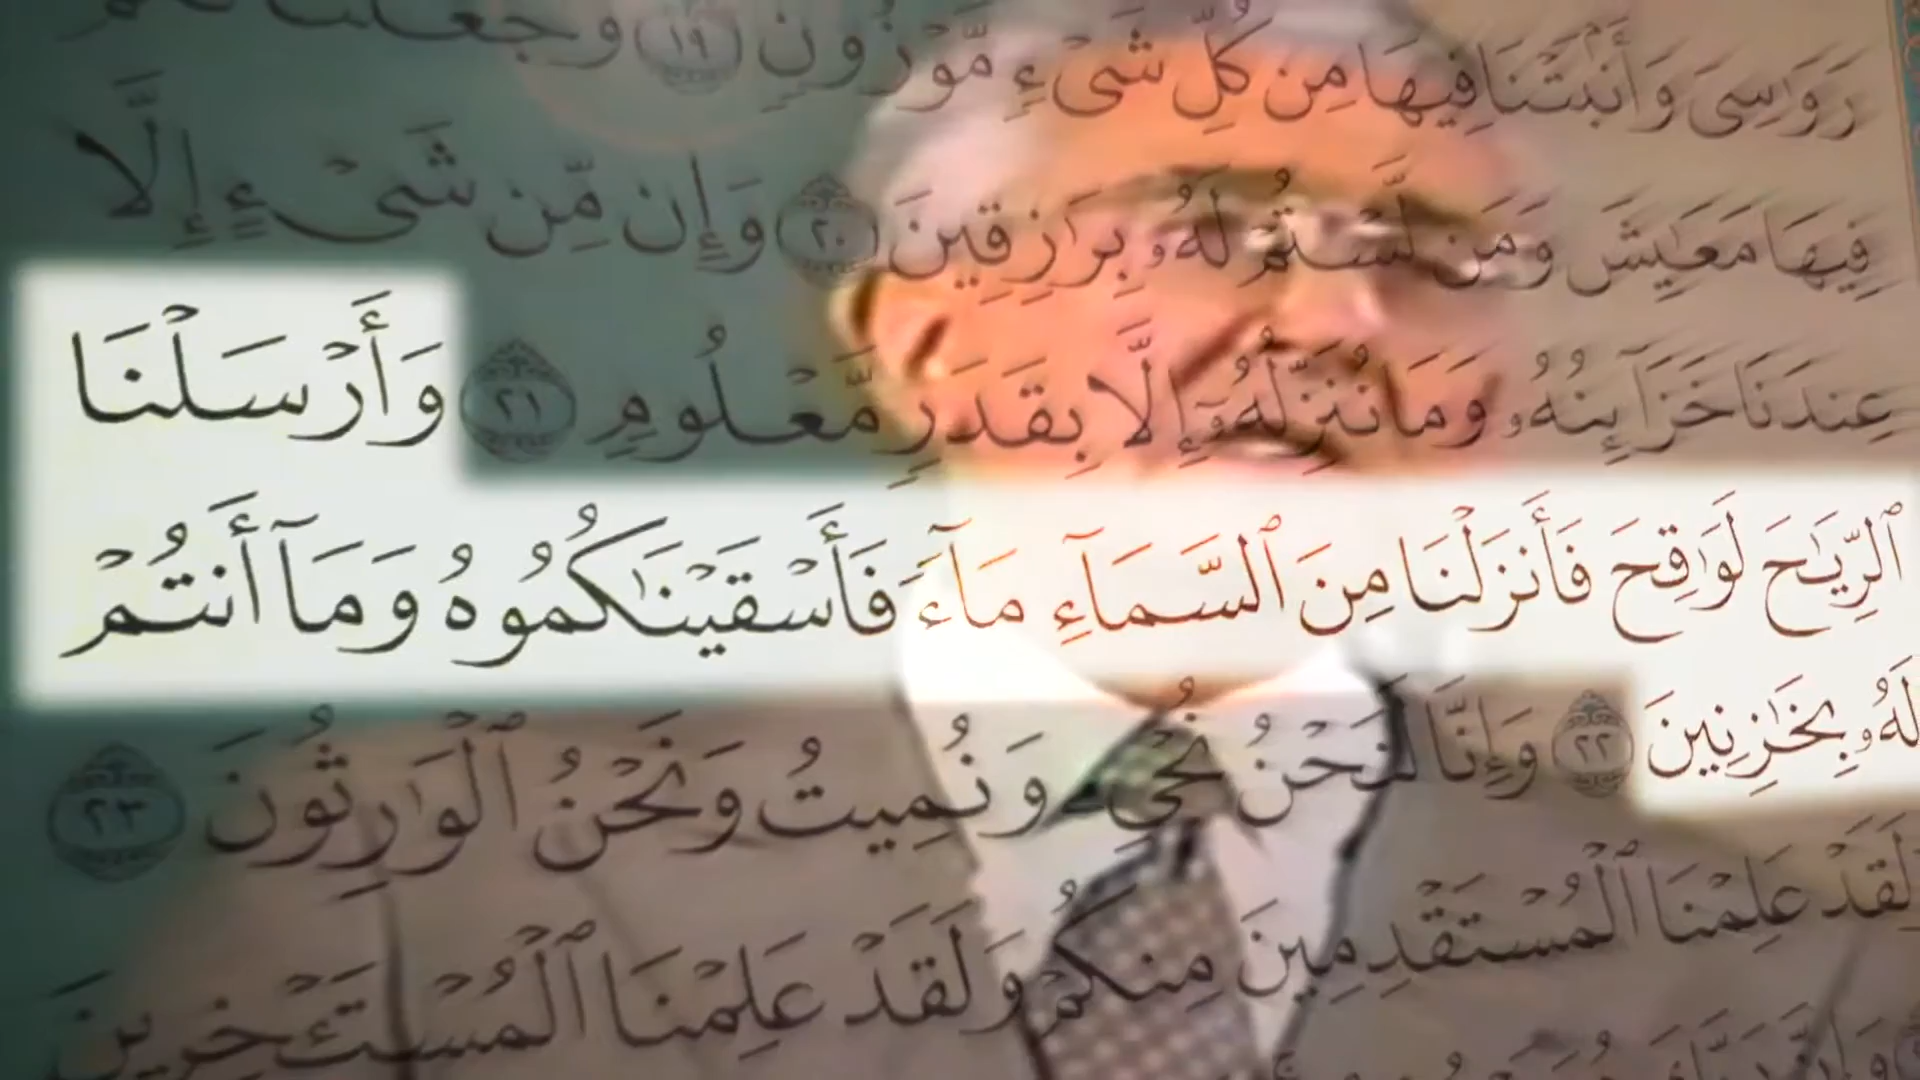 رَوَٰسِىَ وَأَنۢبَتْنَا فِيهَا مِن كُلِّ شَىْءٍ مَّوْزُونٍ ١٩ وَجَعَلْنَا لَكُمْ
فِيهَا مَعَـٰيِشَ وَمَن لَّسْتُمْ لَهُۥ بِرَٰزِقِينَ ٢٠ وَإِن مِّن شَىْءٍ إِلَّا
عِندَنَا خَزَآئِنُهُۥ وَمَا نُنَزِّلُهُۥٓ إِلَّا بِقَدَرٍ مَّعْلُومٍ ٢١ وَأَرْسَلْنَا
ٱلرِّيَـٰحَ لَوَٰقِحَ فَأَنزَلْنَا مِنَ ٱلسَّمَآءِ مَآءً فَأَسْقَيْنَـٰكُمُوهُ وَمَآ أَنتُمْ
لَهُۥ بِخَـٰزِنِينَ ٢٢ وَإِنَّا لَنَحْنُ نُحْىِۦ وَنُمِيتُ وَنَحْنُ ٱلْوَٰرِثُونَ ٢٣
وَلَقَدْ عَلِمْنَا ٱلْمُسْتَقْدِمِينَ مِنكُمْ وَلَقَدْ عَلِمْنَا ٱلْمُسْتَـْٔخِرِينَ